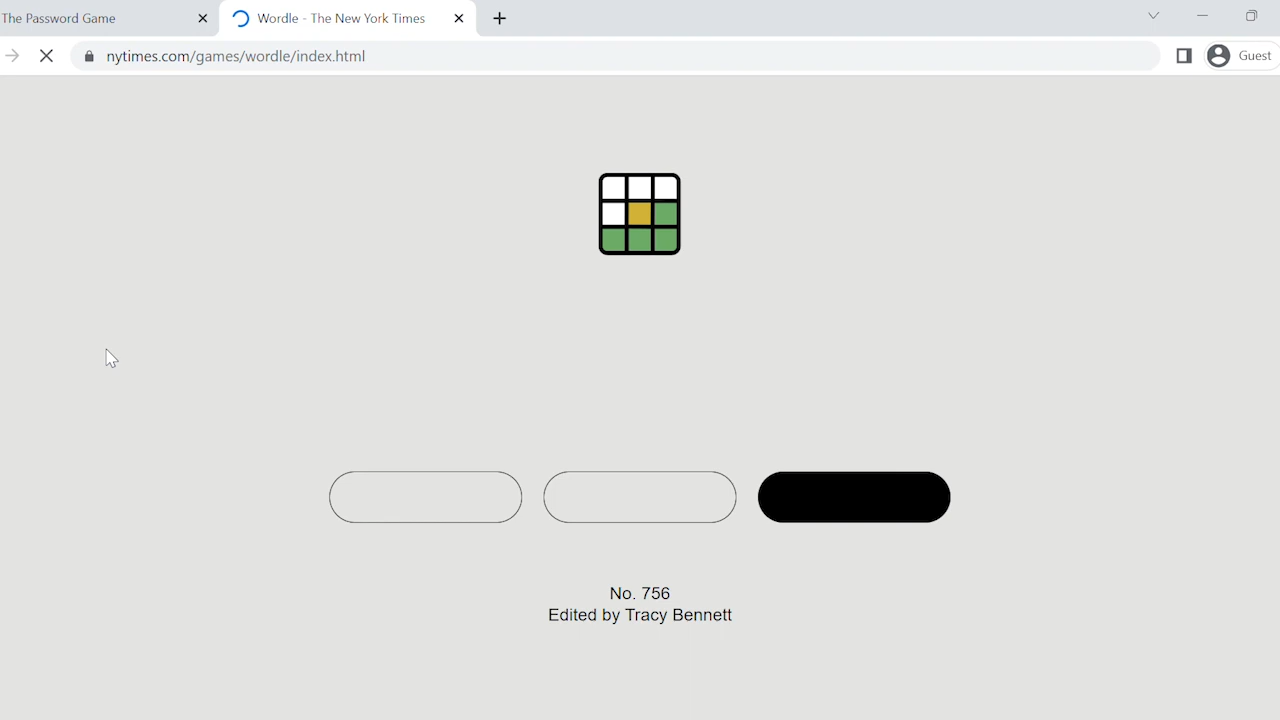 The Password Game
Wordle - The New York Times
nytimes.com/games/wordle/index.html
Guest
No. 756
Edited by Tracy Bennett